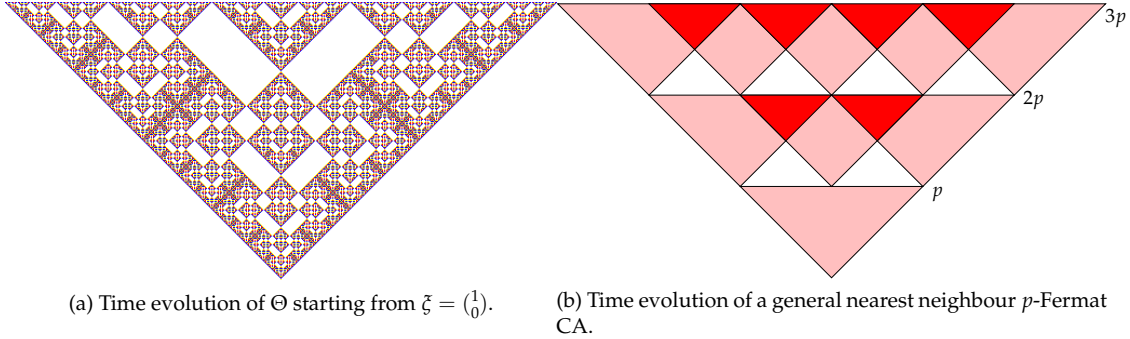 3p
2p
p
(a) Time evolution of Θ starting from ξ = (1 0).
(b) Time evolution of a general nearest neighbour p-Fermat
CA.